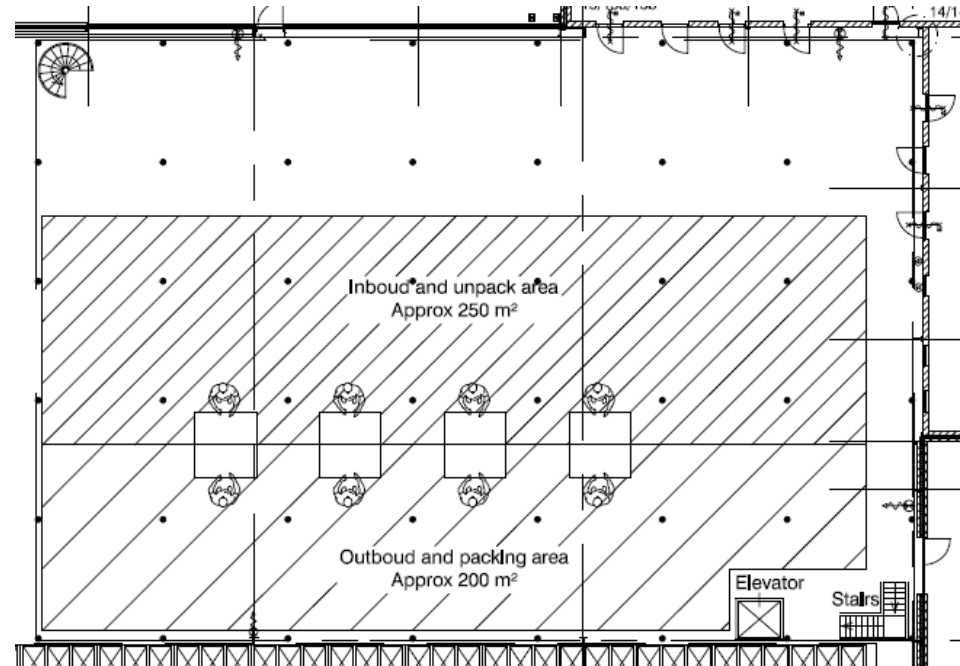 Inboud and unpack area
Approx 250 m²
Outboud and packing area
Approx 200 m²
Elevator
Stairs